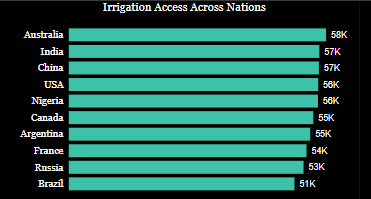 Irrigation Access Across Nations
Australia 58K
India 57K
China 57K
USA 56K
Nigeria 56K
Canada 55K
Argentina 55K
France 54K
Russia 53K
Brazil 51K